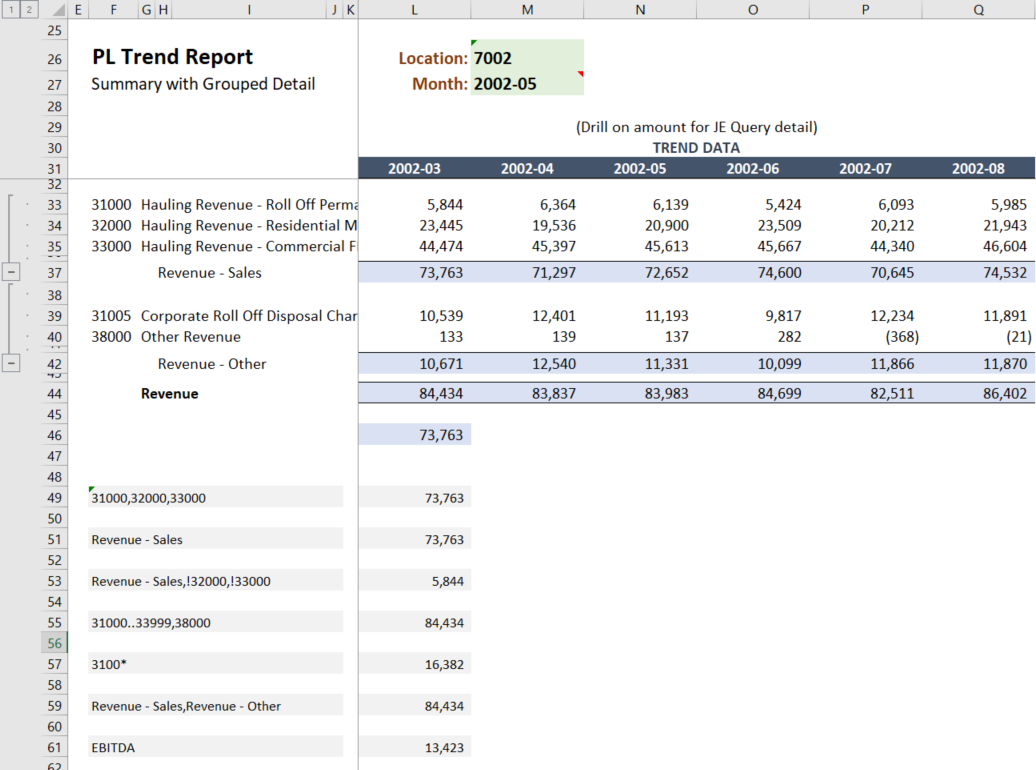 1 2 E F G H I J K L M N O P Q
25
26 PL Trend Report Location: 7002
27 Summary with Grouped Detail Month: 2002-05
28
29 (Drill on amount for JE Query detail)
30 TREND DATA
31 2002-03 2002-04 2002-05 2002-06 2002-07 2002-08
32
33 31000 Hauling Revenue - Roll Off Perma 5,844 6,364 6,139 5,424 6,093 5,985
34 32000 Hauling Revenue - Residential M 23,445 19,536 20,900 23,509 20,212 21,943
35 33000 Hauling Revenue - Commercial F 44,474 45,397 45,613 45,667 44,340 46,604
37 Revenue - Sales 73,763 71,297 72,652 74,600 70,645 74,532
38
39 31005 Corporate Roll Off Disposal Char 10,539 12,401 11,193 9,817 12,234 11,891
40 38000 Other Revenue 133 139 137 282 (368) (21)
42 Revenue - Other 10,671 12,540 11,331 10,099 11,866 11,870
44 Revenue 84,434 83,837 83,983 84,699 82,511 86,402
45
46 73,763
47
48
49 31000,32000,33000 73,763
50
51 Revenue - Sales 73,763
52
53 Revenue - Sales,!32000,!33000 5,844
54
55 31000..33999,38000 84,434
56
57 3100* 16,382
58
59 Revenue - Sales,Revenue - Other 84,434
60
61 EBITDA 13,423
62